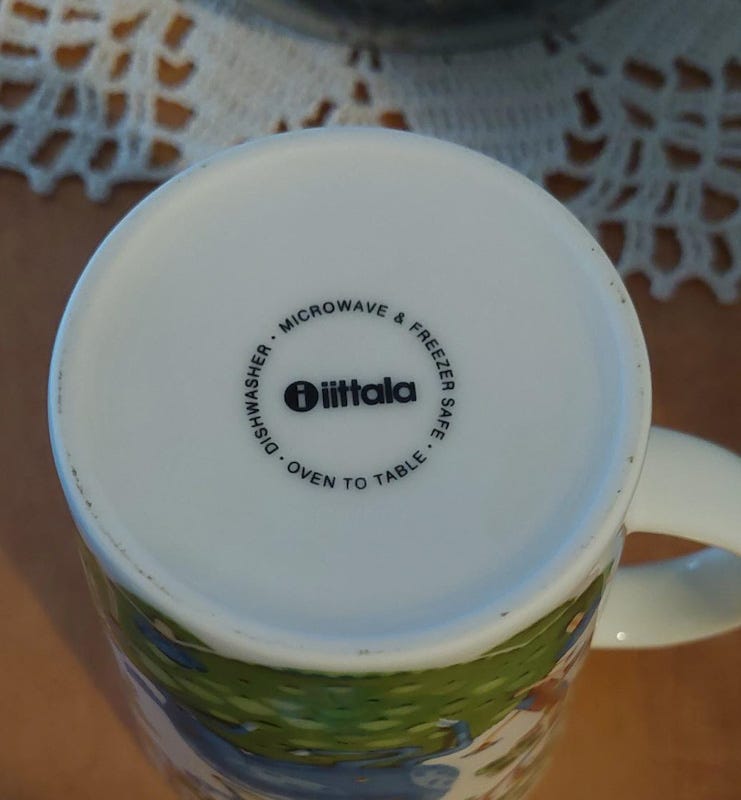 DISHWASHER · MICROWAVE & FREEZER SAFE · OVEN TO TABLE ·
i iittala